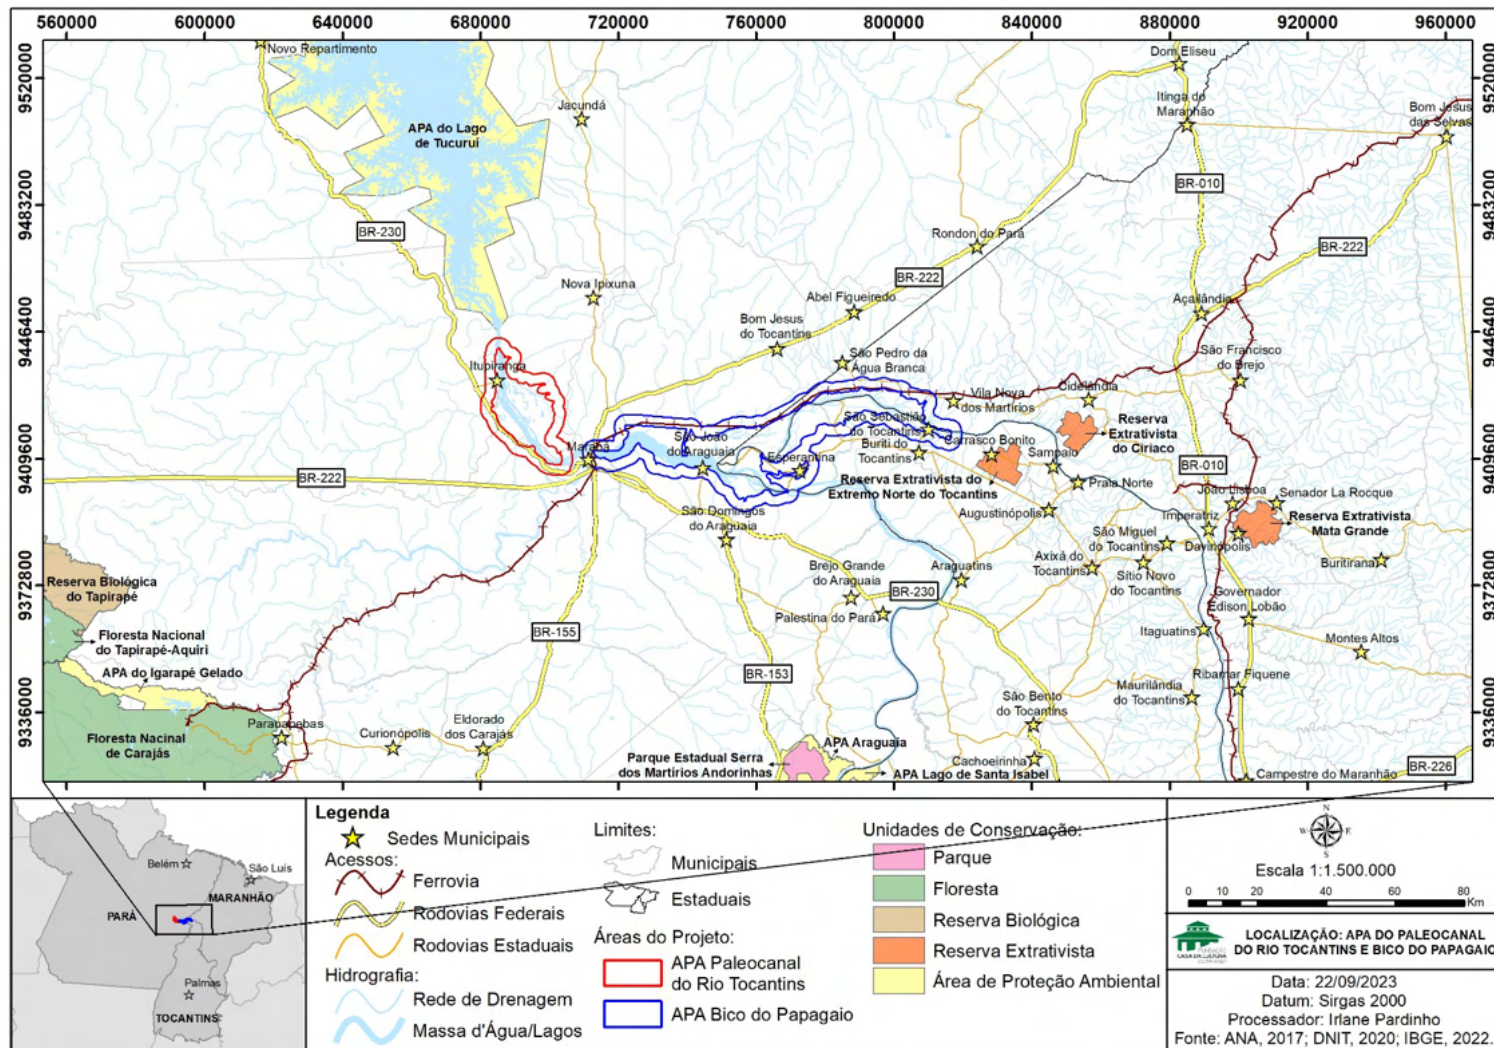 560000 600000 640000 680000 720000 760000 800000 840000 880000 920000 960000
9520000
9483200
9446400
9409600
9372800
9336000
9520000
9483200
9446400
9409600
9372800
9336000
Novo Repartimento
Dom Eliseu
Jacundá
Itinga do
Maranhão
Bom Jesus
das Selvas
APA do Lago
de Tucuruí
BR-010
BR-230
Rondon do Pará
BR-222
BR-222
Nova Ipixuna
Abel Figueiredo
Açailândia
Bom Jesus
do Tocantins
São Pedro da
Água Branca
São Francisco
do Brejo
Itupiranga
Vila Nova
dos Martírios
Cidelândia
São Sebastião
do Tocantins
Reserva
Extrativista
do Ciriaco
Marabá
São João
do Araguaia
Buriti do
Tocantins
Carrasco Bonito
Esperantina
Sampaio
BR-010
BR-222
Reserva Extrativista do
Extremo Norte do Tocantins
Praia Norte
João Lisboa
Senador La Rocque
São Domingos
do Araguaia
Augustinópolis
Imperatriz
Reserva Extrativista
Mata Grande
São Miguel
do Tocantins
Davinópolis
Axixá do
Tocantins
Sítio Novo
do Tocantins
Buritirana
Reserva Biológica
do Tapirapé
Brejo Grande
do Araguaia
Araguatins
BR-230
Governador
Edison Lobão
Palestina do Pará
Floresta Nacional
do Tapirapé-Aquiri
BR-155
Itaguatins
Montes Altos
APA do Igarapé Gelado
BR-153
Ribamar Fiquene
Maurilândia
do Tocantins
São Bento
do Tocantins
Parauapebas
Floresta Nacinal
de Carajás
Curionópolis
Eldorado
dos Carajás
APA Araguaia
Parque Estadual Serra
dos Martírios Andorinhas
Cachoeirinha
APA Lago de Santa Isabel
BR-226
Campestre do Maranhão
Belém
São Luís
MARANHÃO
PARÁ
Palmas
TOCANTINS
Legenda
Sedes Municipais
Acessos:
Ferrovia
Rodovias Federais
Rodovias Estaduais
Hidrografia:
Rede de Drenagem
Massa d'Água/Lagos
Limites:
Municipais
Estaduais
Áreas do Projeto:
APA Paleocanal
do Rio Tocantins
APA Bico do Papagaio
Unidades de Conservação:
Parque
Floresta
Reserva Biológica
Reserva Extrativista
Área de Proteção Ambiental
N
W E
S
Escala 1:1.500.000
0 10 20 40 60 80
Km
FUNDAÇÃO
CASA DA CULTURA
LOCALIZAÇÃO: APA DO PALEOCANAL
DO RIO TOCANTINS E BICO DO PAPAGAIO
Data: 22/09/2023
Datum: Sirgas 2000
Processador: Irlane Pardinho
Fonte: ANA, 2017; DNIT, 2020; IBGE, 2022.